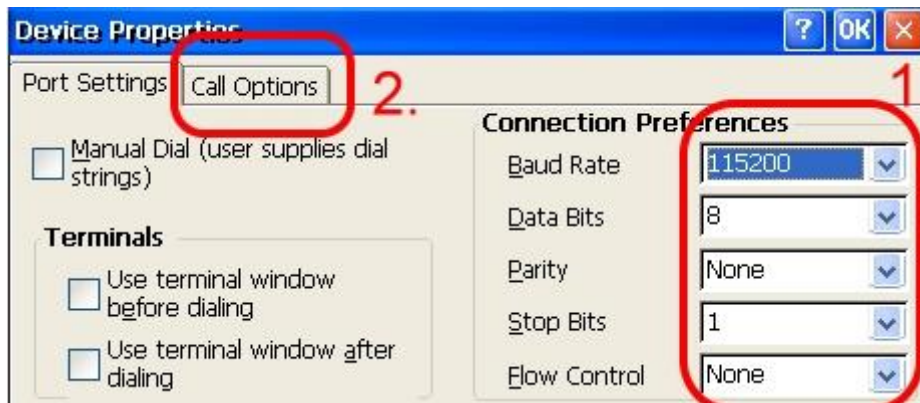 Device Properties ? OK ×
Port Settings Call Options 2.
1
Manual Dial (user supplies dial
strings)
Terminals
Use terminal window
before dialing
Use terminal window after
dialing
Connection Preferences
Baud Rate 115200
Data Bits 8
Parity None
Stop Bits 1
Flow Control None